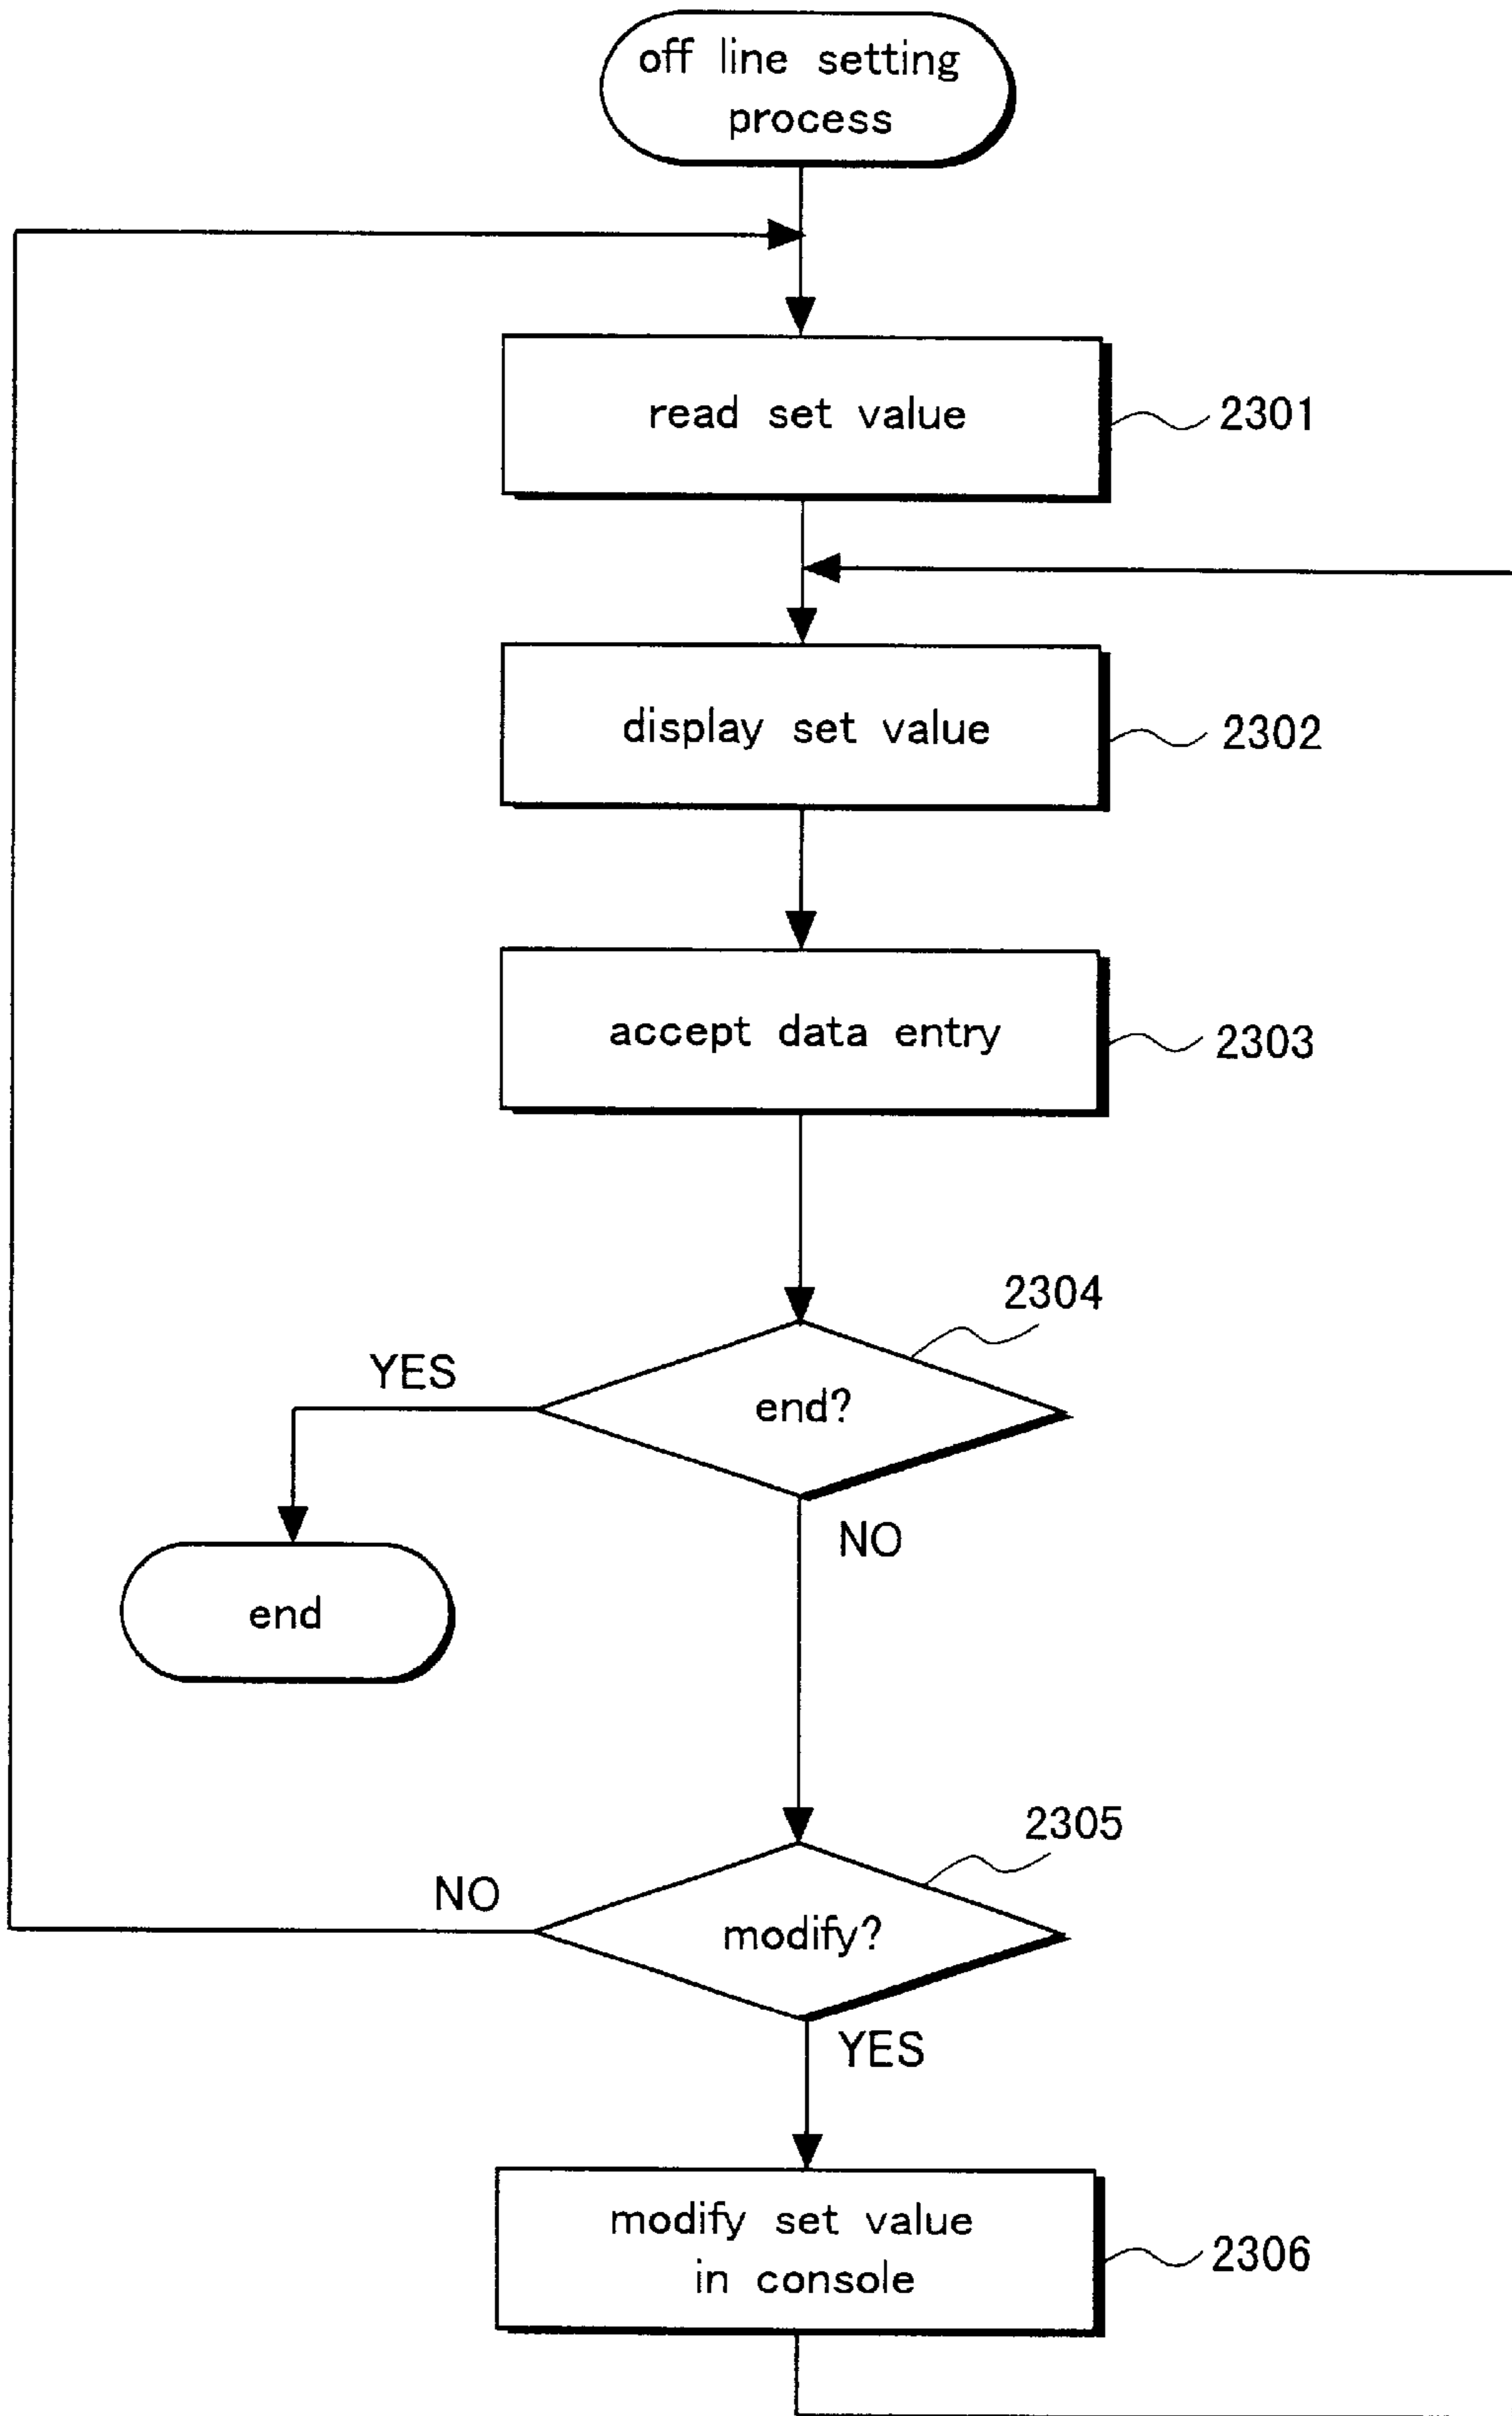 off line setting
process
read set value
2301
display set value
2302
accept data entry
2303
2304
YES
end?
NO
end
2305
NO
modify?
YES
modify set value
in console
2306